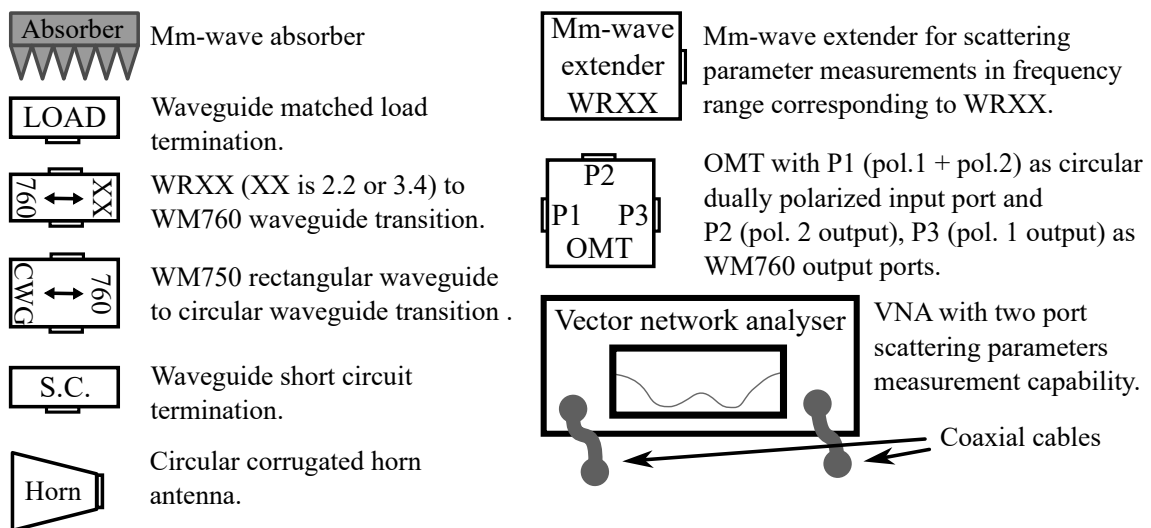 Absorber
Mm-wave absorber
LOAD
Waveguide matched load
termination.
760
XX
WRXX (XX is 2.2 or 3.4) to
WM760 waveguide transition.
CWG
760
WM750 rectangular waveguide
to circular waveguide transition .
S.C.
Waveguide short circuit
termination.
Horn
Circular corrugated horn
antenna.
Mm-wave
extender
WRXX
Mm-wave extender for scattering
parameter measurements in frequency
range corresponding to WRXX.
P2
P1 P3
OMT
OMT with P1 (pol.1 + pol.2) as circular
dually polarized input port and
P2 (pol. 2 output), P3 (pol. 1 output) as
WM760 output ports.
Vector network analyser
VNA with two port
scattering parameters
measurement capability.
Coaxial cables